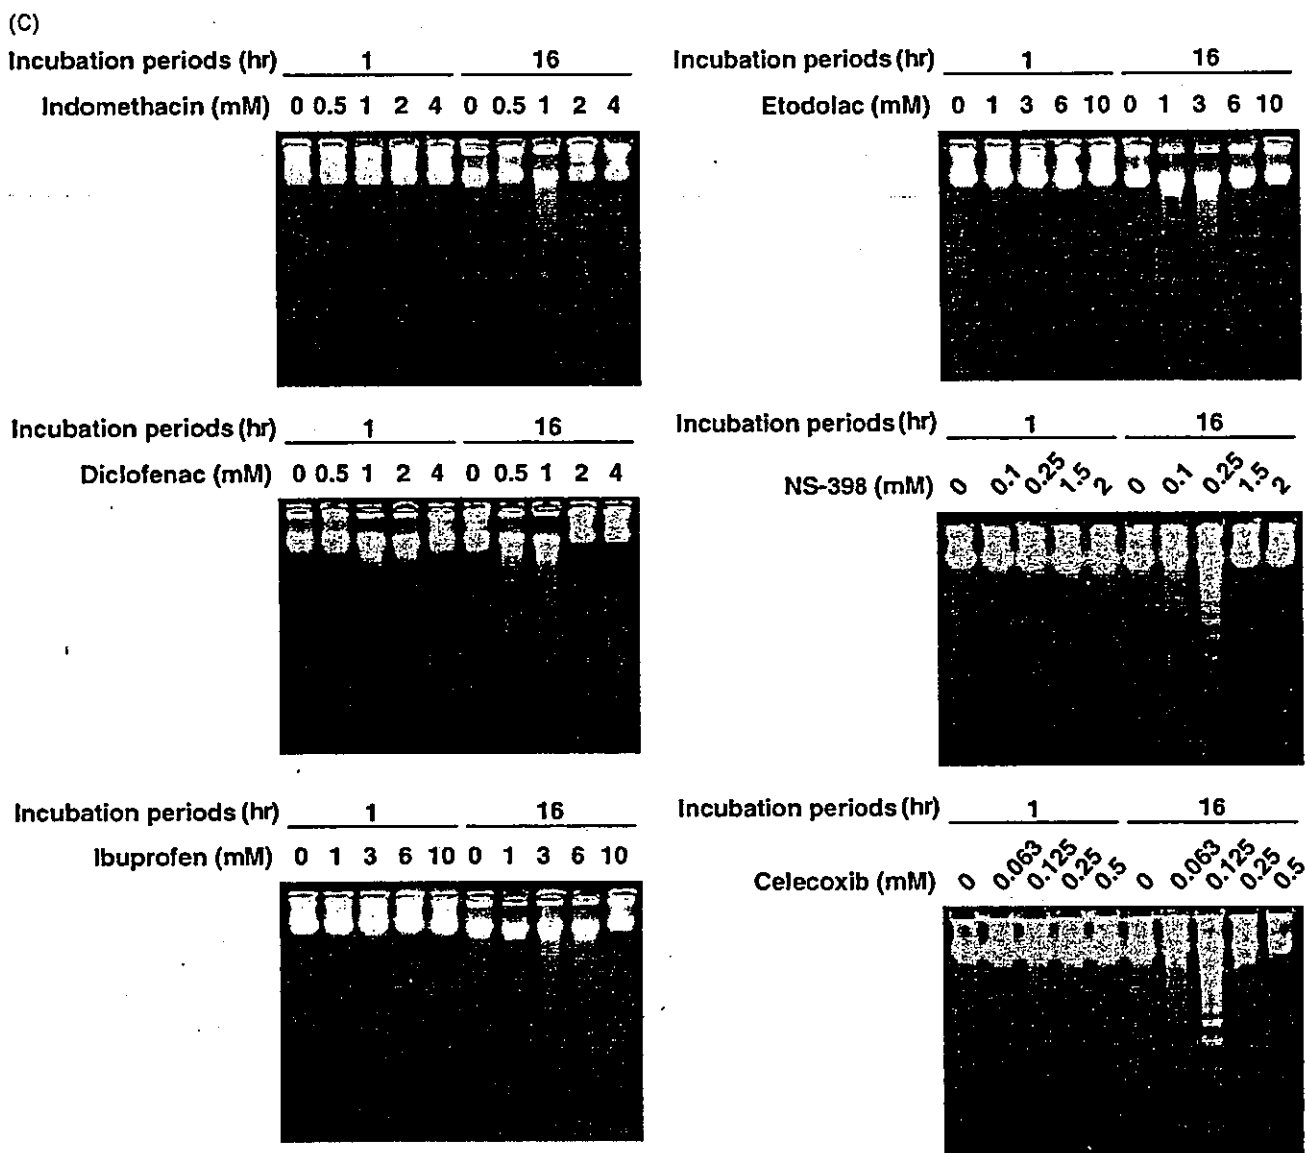 (C)
Incubation periods (hr) 1 16
Indomethacin (mM) 0 0.5 1 2 4 0 0.5 1 2 4
Incubation periods (hr) 1 16
Etodolac (mM) 0 1 3 6 10 0 1 3 6 10
Incubation periods (hr) 1 16
Diclofenac (mM) 0 0.5 1 2 4 0 0.5 1 2 4
Incubation periods (hr) 1 16
NS-398 (mM) 0 0.1 0.25 1.5 2 0 0.1 0.25 1.5 2
Incubation periods (hr) 1 16
Ibuprofen (mM) 0 1 3 6 10 0 1 3 6 10
Incubation periods (hr) 1 16
Celecoxib (mM) 0 0.063 0.125 0.25 0.5 0 0.063 0.125 0.25 0.5